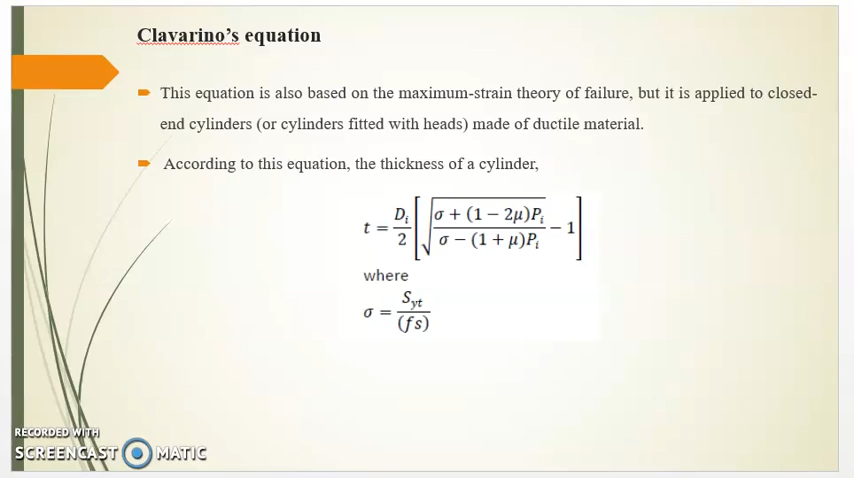 Clavarino's equation
This equation is also based on the maximum-strain theory of failure, but it is applied to closed-
end cylinders (or cylinders fitted with heads) made of ductile material.
According to this equation, the thickness of a cylinder,
t = D_i/2 [√((σ + (1 − 2μ)P_i)/(σ − (1 + μ)P_i)) − 1]
where
σ = S_yt/(fs)
RECORDED WITH
SCREENCAST MATIC